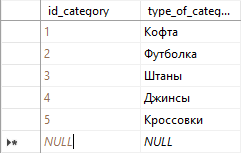 id_category type_of_categ...
1 Кофта
2 Футболка
3 Штаны
4 Джинсы
5 Кроссовки
NULL NULL